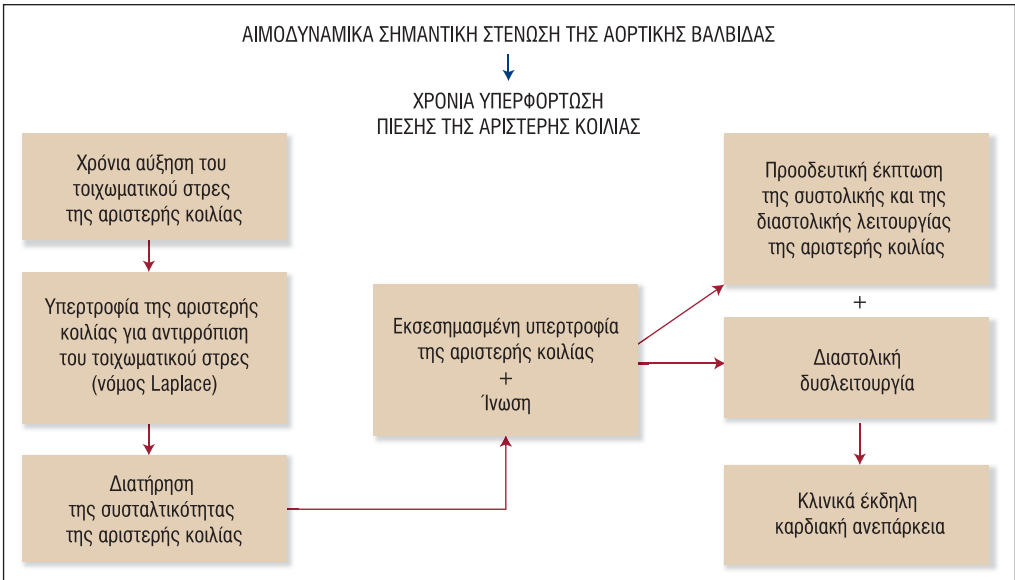 ΑΙΜΟΔΥΝΑΜΙΚΑ ΣΗΜΑΝΤΙΚΗ ΣΤΕΝΩΣΗ ΤΗΣ ΑΟΡΤΙΚΗΣ ΒΑΛΒΙΔΑΣ
ΧΡΟΝΙΑ ΥΠΕΡΦΟΡΤΩΣΗ
ΠΙΕΣΗΣ ΤΗΣ ΑΡΙΣΤΕΡΗΣ ΚΟΙΛΙΑΣ
Χρόνια αύξηση του
τοιχωματικού στρες
της αριστερής κοιλίας
Υπερτροφία της αριστερής
κοιλίας για αντιρρόπιση
του τοιχωματικού στρες
(νόμος Laplace)
Διατήρηση
της συσταλτικότητας
της αριστερής κοιλίας
Εκσεσημασμένη υπερτροφία
της αριστερής κοιλίας
+
Ίνωση
Προοδευτική έκπτωση
της συστολικής και της
διαστολικής λειτουργίας
της αριστερής κοιλίας
+
Διαστολική
δυσλειτουργία
Κλινικά έκδηλη
καρδιακή ανεπάρκεια